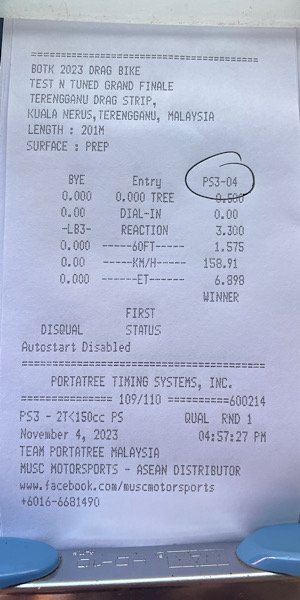 ==================================
BOTK 2023 DRAG BIKE
TEST N TUNED GRAND FINALE
TERENGGANU DRAG STRIP,
KUALA NERUS,TERENGGANU, MALAYSIA
LENGTH : 201M
SURFACE : PREP
BYE Entry PS3-04
0.000 0.000 TREE 0.500
0.00 DIAL-IN 0.00
-LB3- REACTION 3.300
0.000 -----60FT------ 1.575
0.00 -----KM/H------ 158.91
0.000 ------ET------- 6.898
WINNER
FIRST
DISQUAL STATUS
Autostart Disabled
==================================
PORTATREE TIMING SYSTEMS, INC.
=============== 109/110 ==========600214
PS3 - 2T<150cc PS QUAL RND 1
November 4, 2023 04:57:27 PM
TEAM PORTATREE MALAYSIA
MUSC MOTORSPORTS - ASEAN DISTRIBUTOR
www.facebook.com/muscmotorsports
+6016-6681490